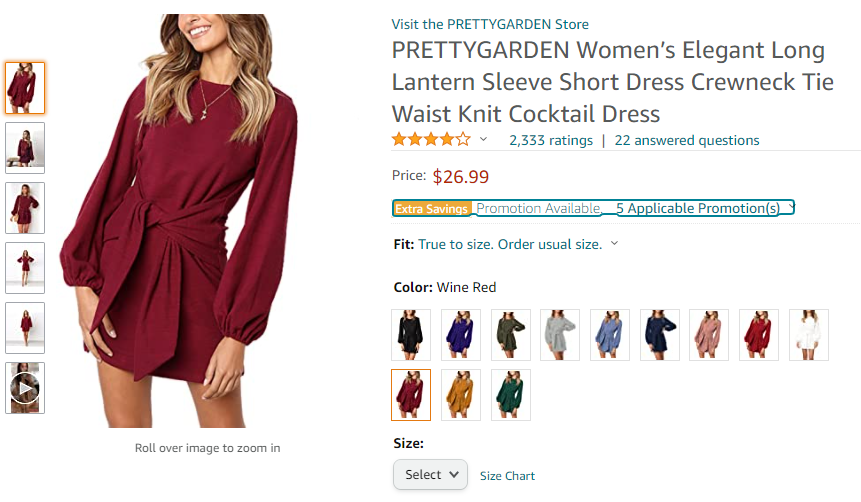 Visit the PRETTYGARDEN Store
PRETTYGARDEN Women's Elegant Long
Lantern Sleeve Short Dress Crewneck Tie
Waist Knit Cocktail Dress
2,333 ratings | 22 answered questions
Price: $26.99
Extra Savings Promotion Available. 5 Applicable Promotion(s)
Fit: True to size. Order usual size.
Color: Wine Red
Size:
Select Size Chart
Roll over image to zoom in